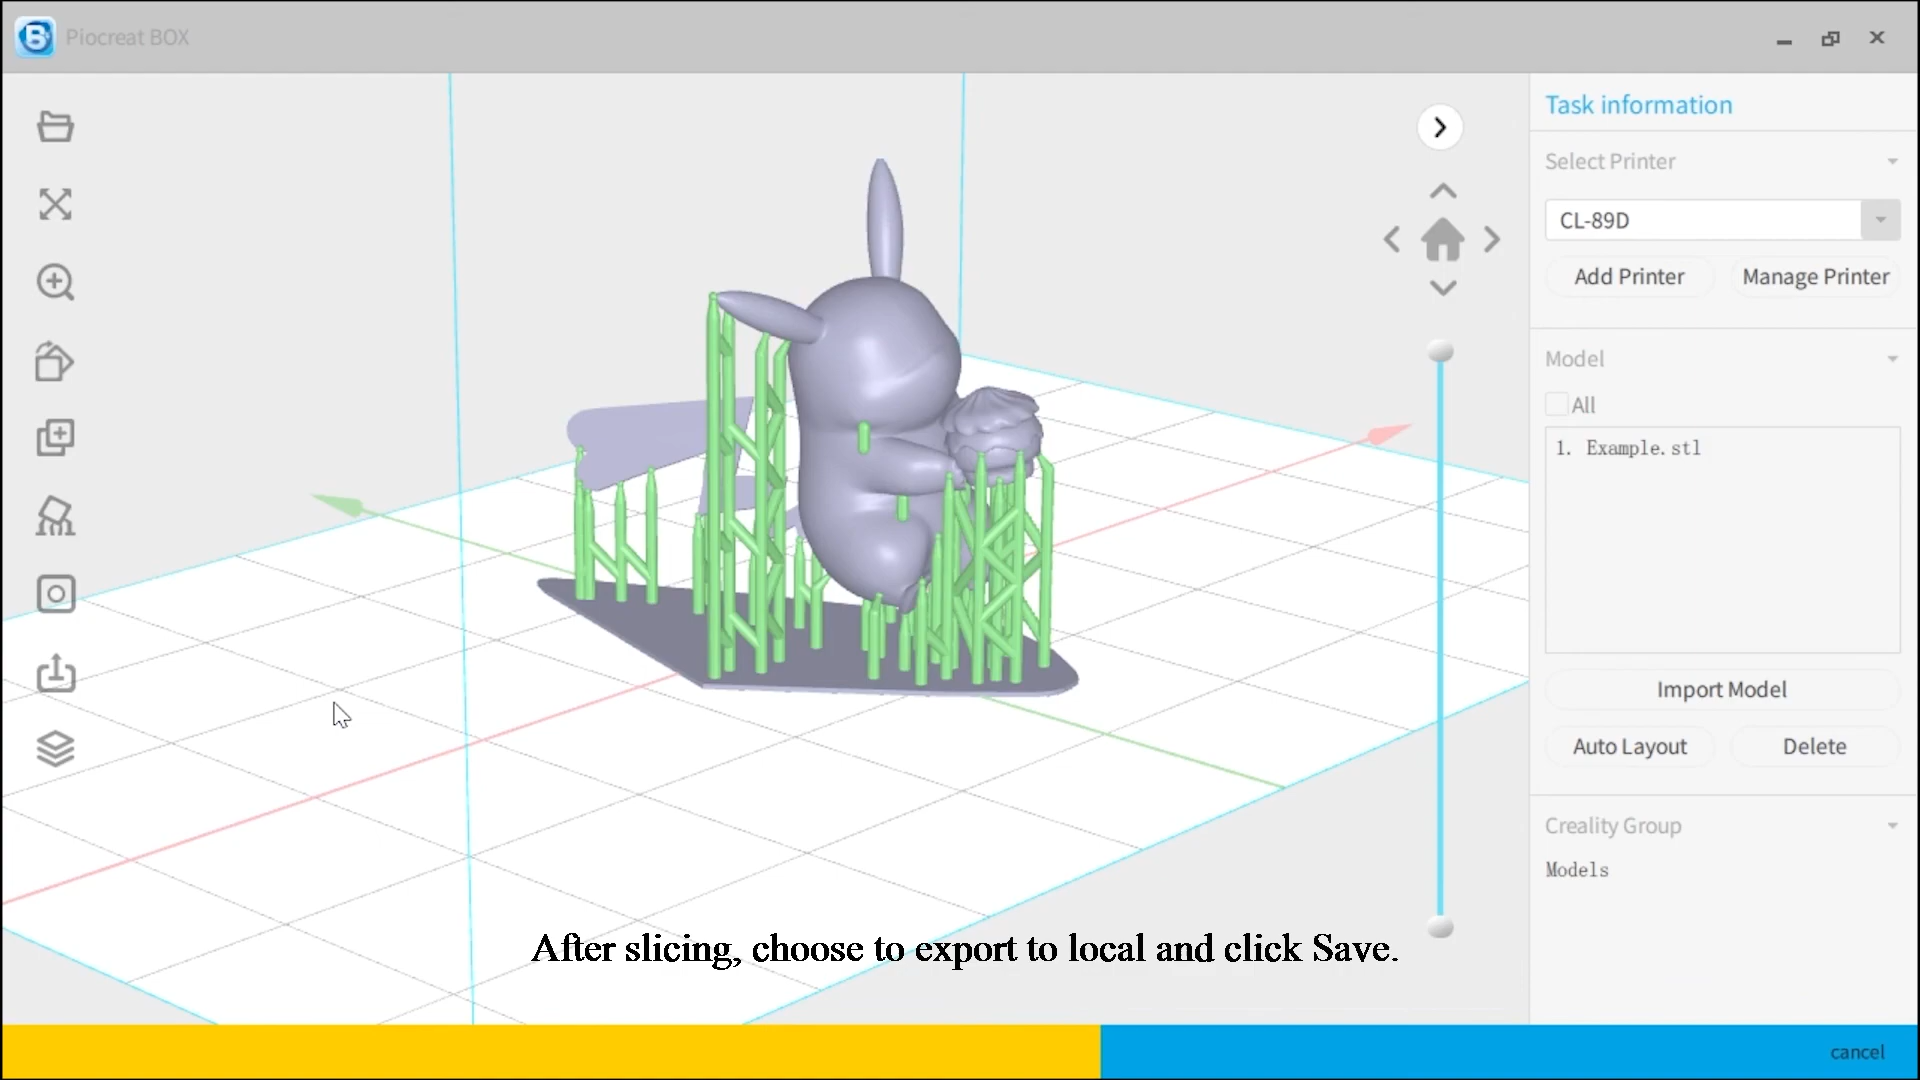 Piocreat BOX
Task information
Select Printer
CL-89D
Add Printer
Manage Printer
Model
All
1. Example.stl
Import Model
Auto Layout
Delete
Creality Group
Models
After slicing, choose to export to local and click Save.
cancel